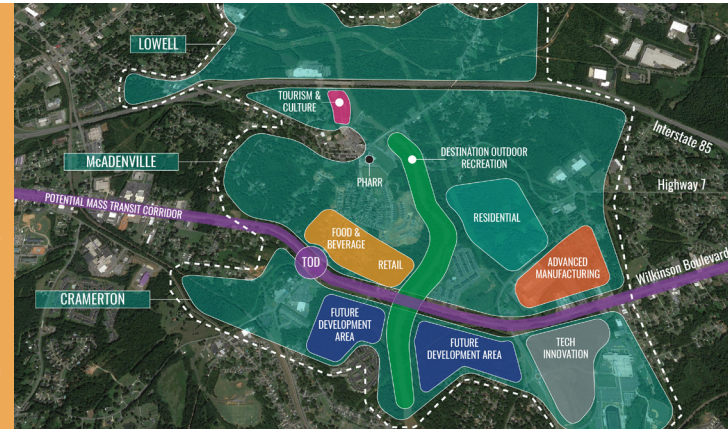 LOWELL
TOURISM &
CULTURE
Interstate 85
McADENVILLE
DESTINATION OUTDOOR
RECREATION
PHARR
Highway 7
POTENTIAL MASS TRANSIT CORRIDOR
RESIDENTIAL
FOOD &
BEVERAGE
RETAIL
TOD
ADVANCED
MANUFACTURING
Wilkinson Boulevard
CRAMERTON
FUTURE
DEVELOPMENT
AREA
FUTURE
DEVELOPMENT AREA
TECH
INNOVATION